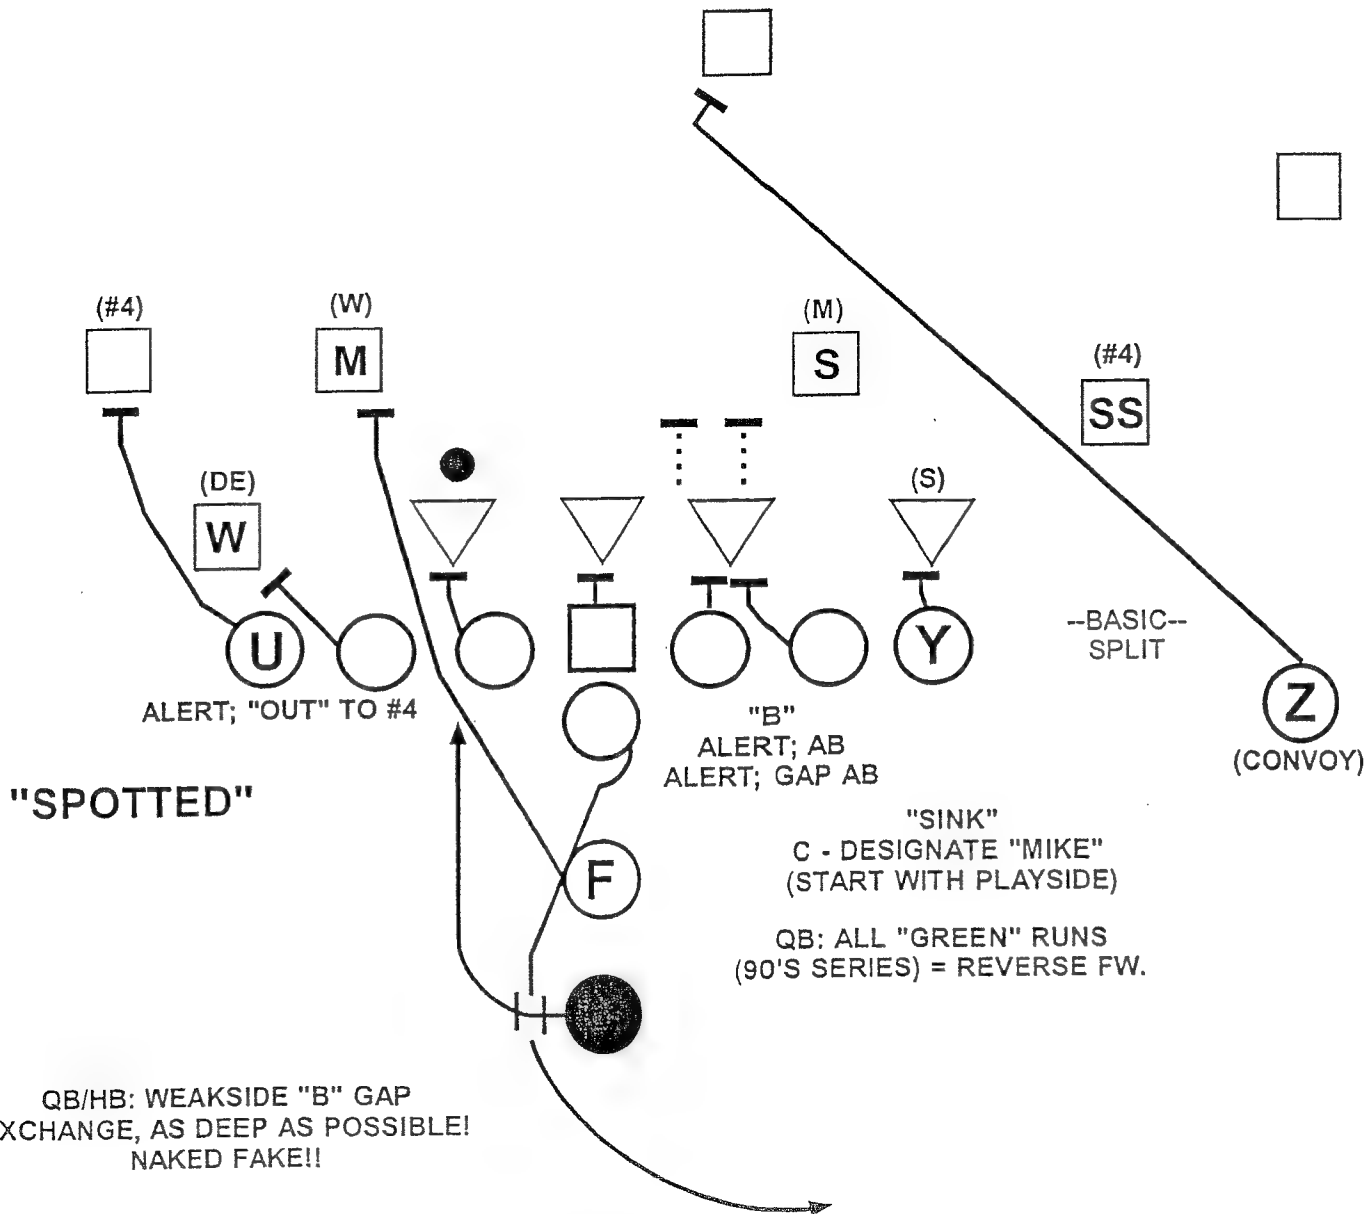 (#4)
(W)
M
(M)
S
(#4)
SS
(DE)
W
(S)
U
Y
--BASIC--
SPLIT
Z
(CONVOY)
ALERT; "OUT" TO #4
"B"
ALERT; AB
ALERT; GAP AB
"SPOTTED"
"SINK"
C - DESIGNATE "MIKE"
(START WITH PLAYSIDE)
F
QB: ALL "GREEN" RUNS
(90'S SERIES) = REVERSE FW.
QB/HB: WEAKSIDE "B" GAP
XCHANGE, AS DEEP AS POSSIBLE!
NAKED FAKE!!